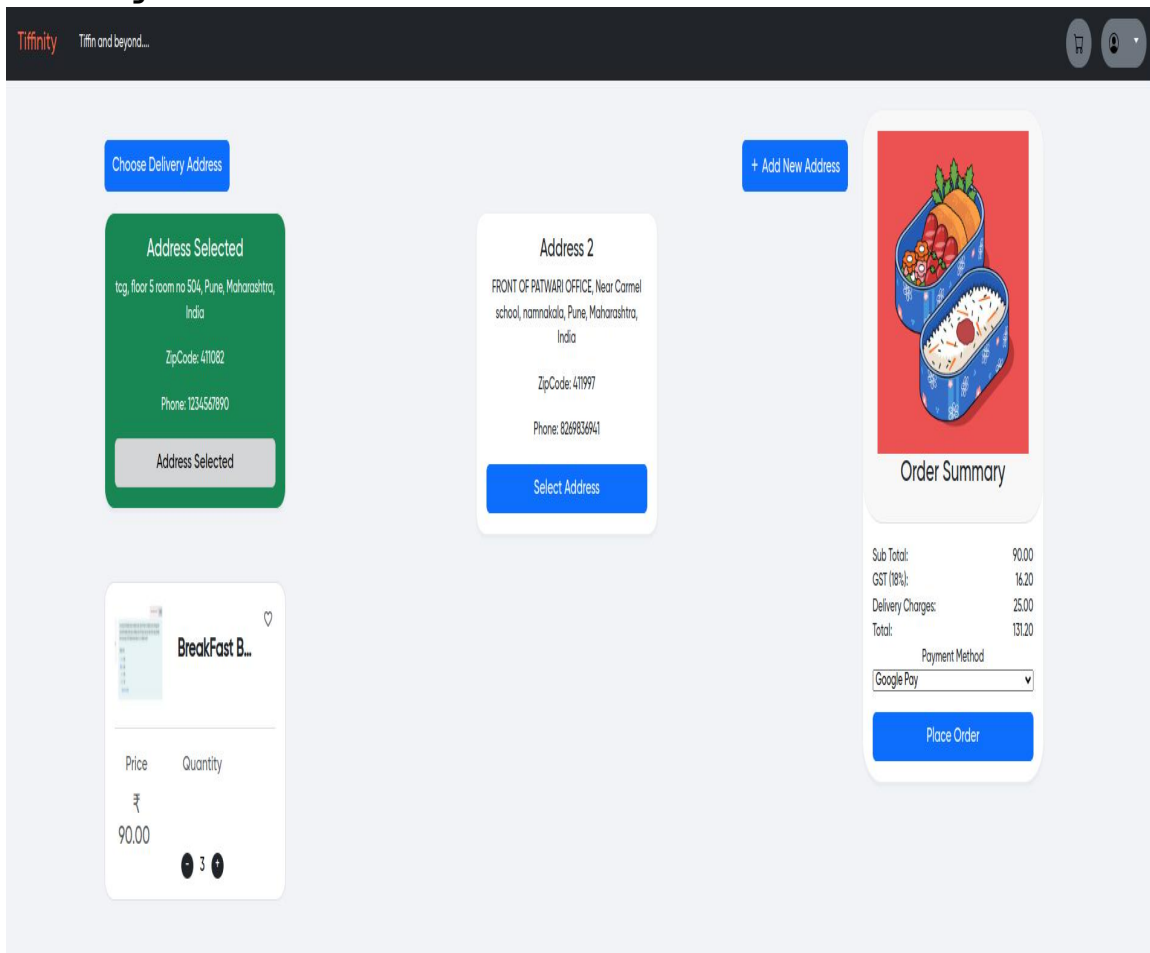 Tiffinity Tiffin and beyond....
Choose Delivery Address
+ Add New Address
Address Selected
tcg, floor 5 room no 504, Pune, Maharashtra,
India
ZipCode: 411082
Phone: 1234567890
Address Selected
Address 2
FRONT OF PATWARI OFFICE, Near Carmel
school, namnakala, Pune, Maharashtra,
India
ZipCode: 411997
Phone: 8269836941
Select Address
BreakFast B...
Price Quantity
₹
90.00
- 3 +
Order Summary
Sub Total: 90.00
GST (18%): 16.20
Delivery Charges: 25.00
Total: 131.20
Payment Method
Google Pay
Place Order